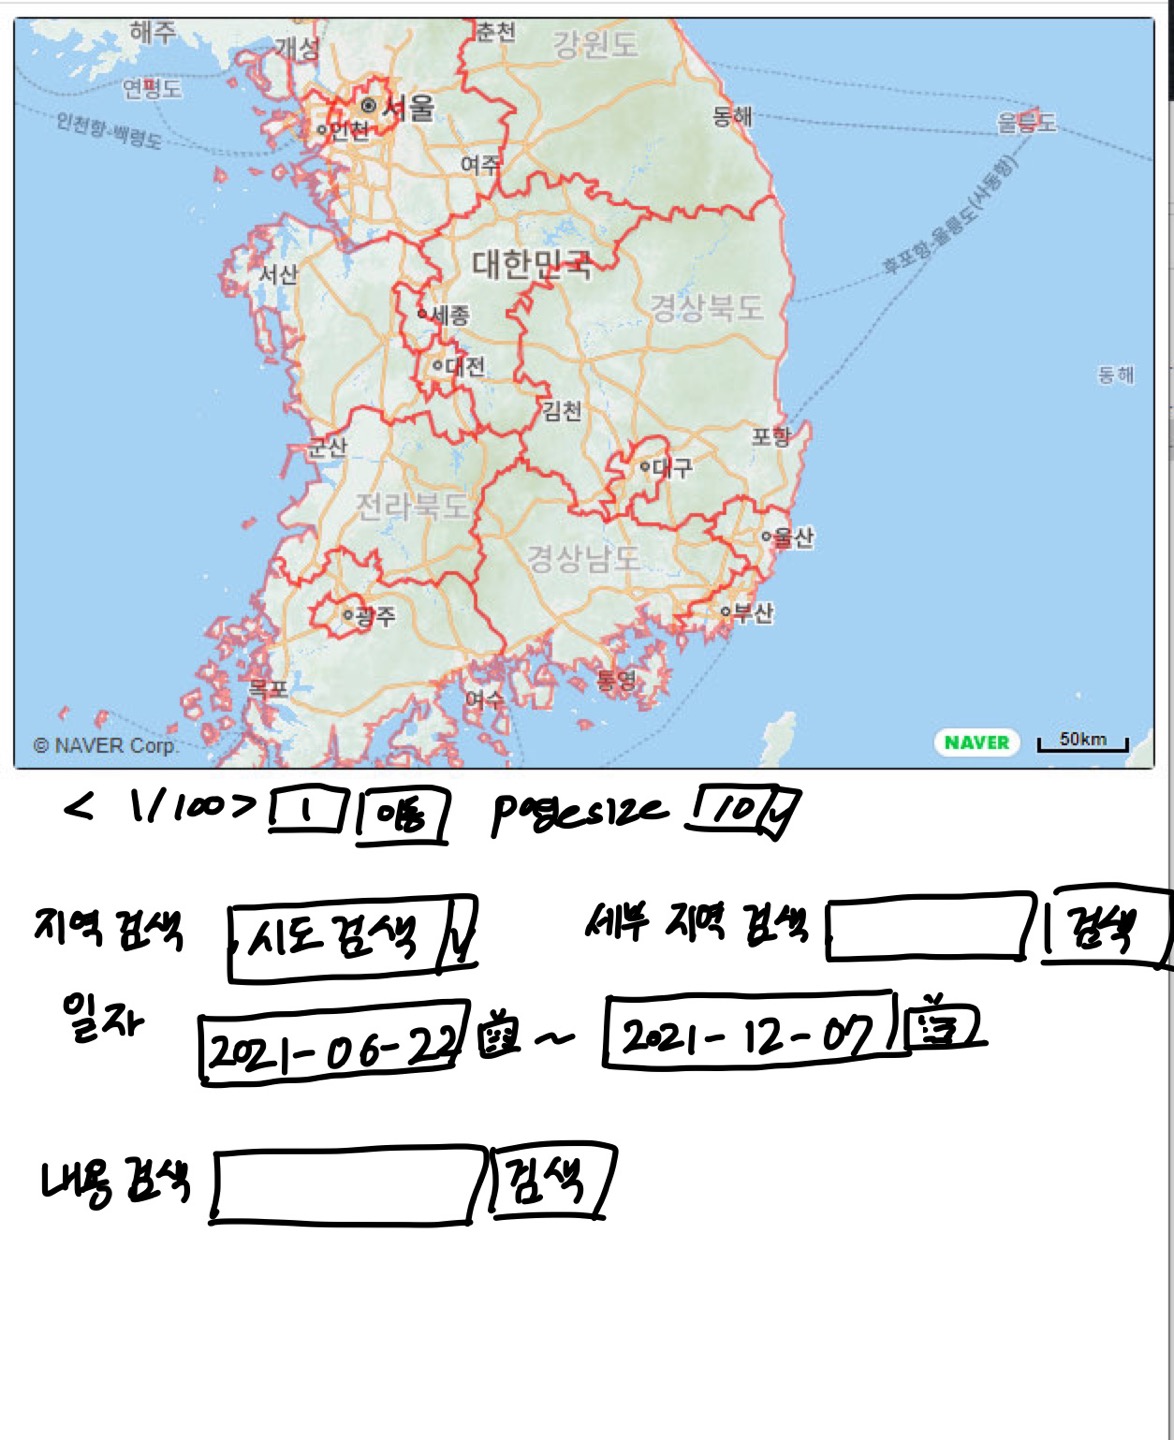 해주
개성
춘천
강원도
연평도
서울
인천
인천항-백령도
동해
울릉도
여주
후포항-울릉도(사동항)
서산
대한민국
경상북도
세종
대전
동해
김천
군산
포항
대구
전라북도
울산
경상남도
광주
부산
목포
여수
통영
© NAVER Corp.
NAVER
50km
< 1/100> 1 이동 pagesize 10 v
지역 검색 시도 검색 v 세부 지역 검색 검색
일자 2021-06-22 ~ 2021-12-07
내용 검색 검색